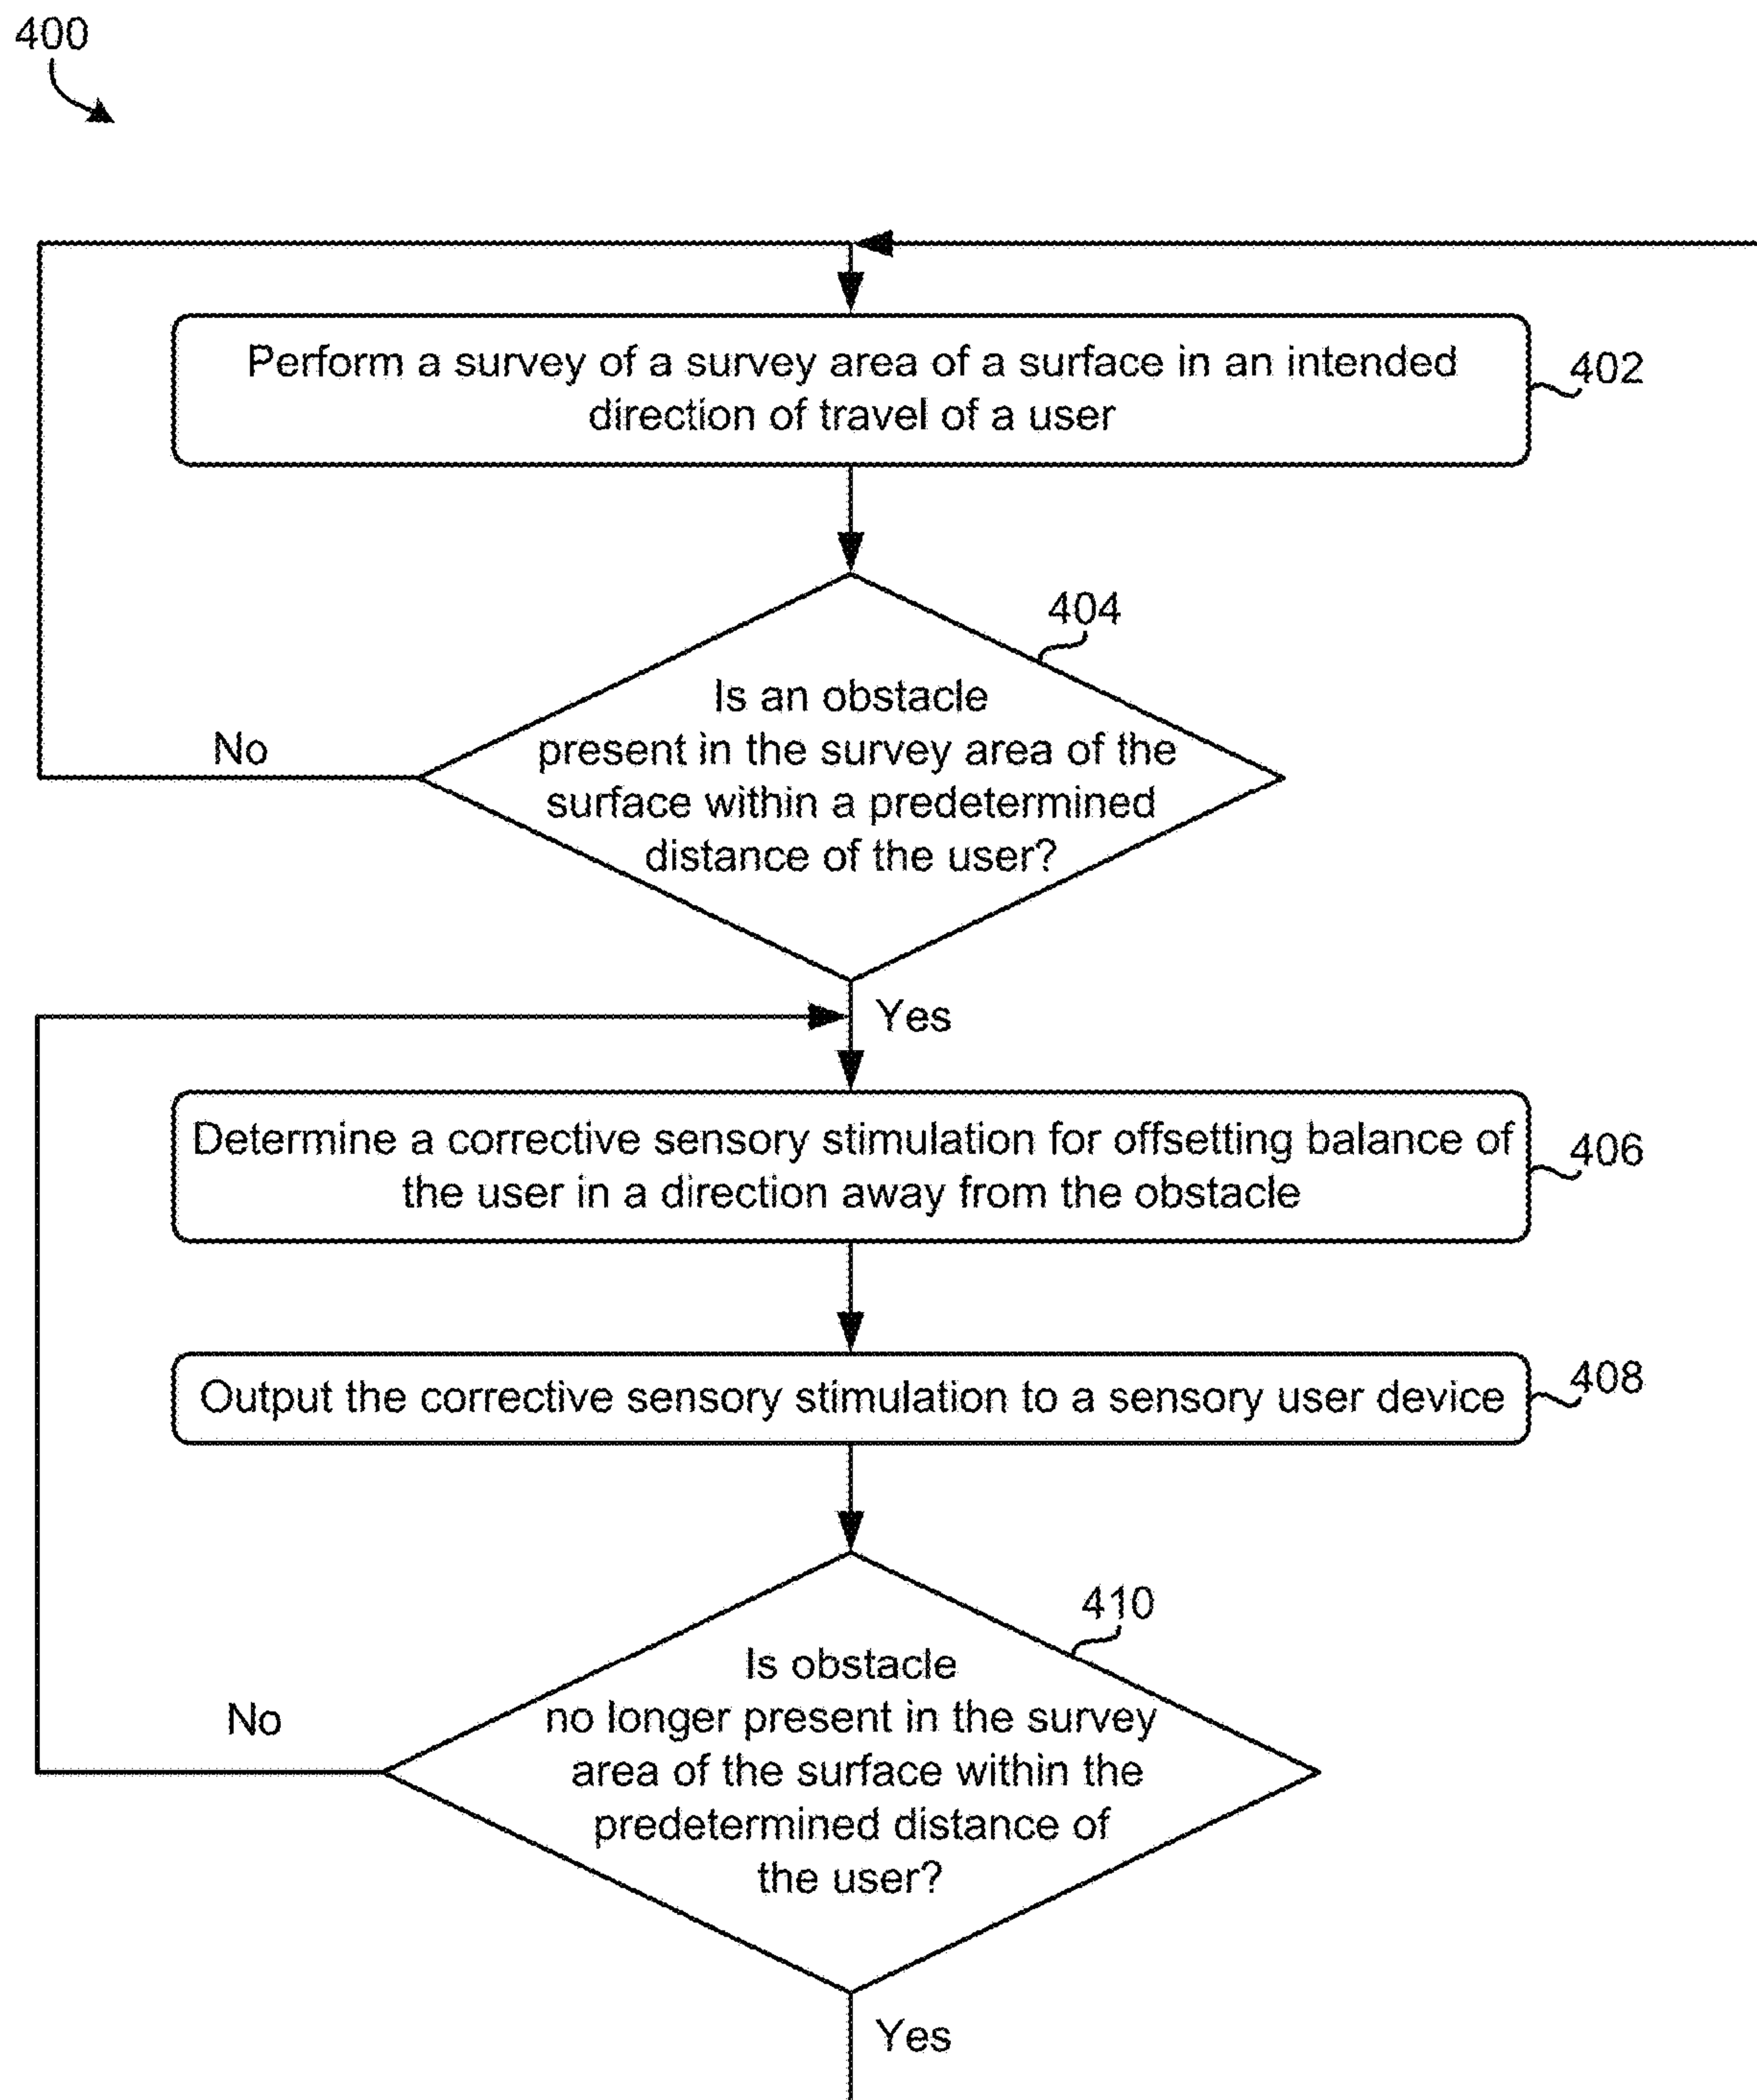 400
Perform a survey of a survey area of a surface in an intended
direction of travel of a user
402
404
Is an obstacle
present in the survey area of the
surface within a predetermined
distance of the user?
No
Yes
Determine a corrective sensory stimulation for offsetting balance of
the user in a direction away from the obstacle
406
Output the corrective sensory stimulation to a sensory user device
408
410
Is obstacle
no longer present in the survey
area of the surface within the
predetermined distance of
the user?
No
Yes